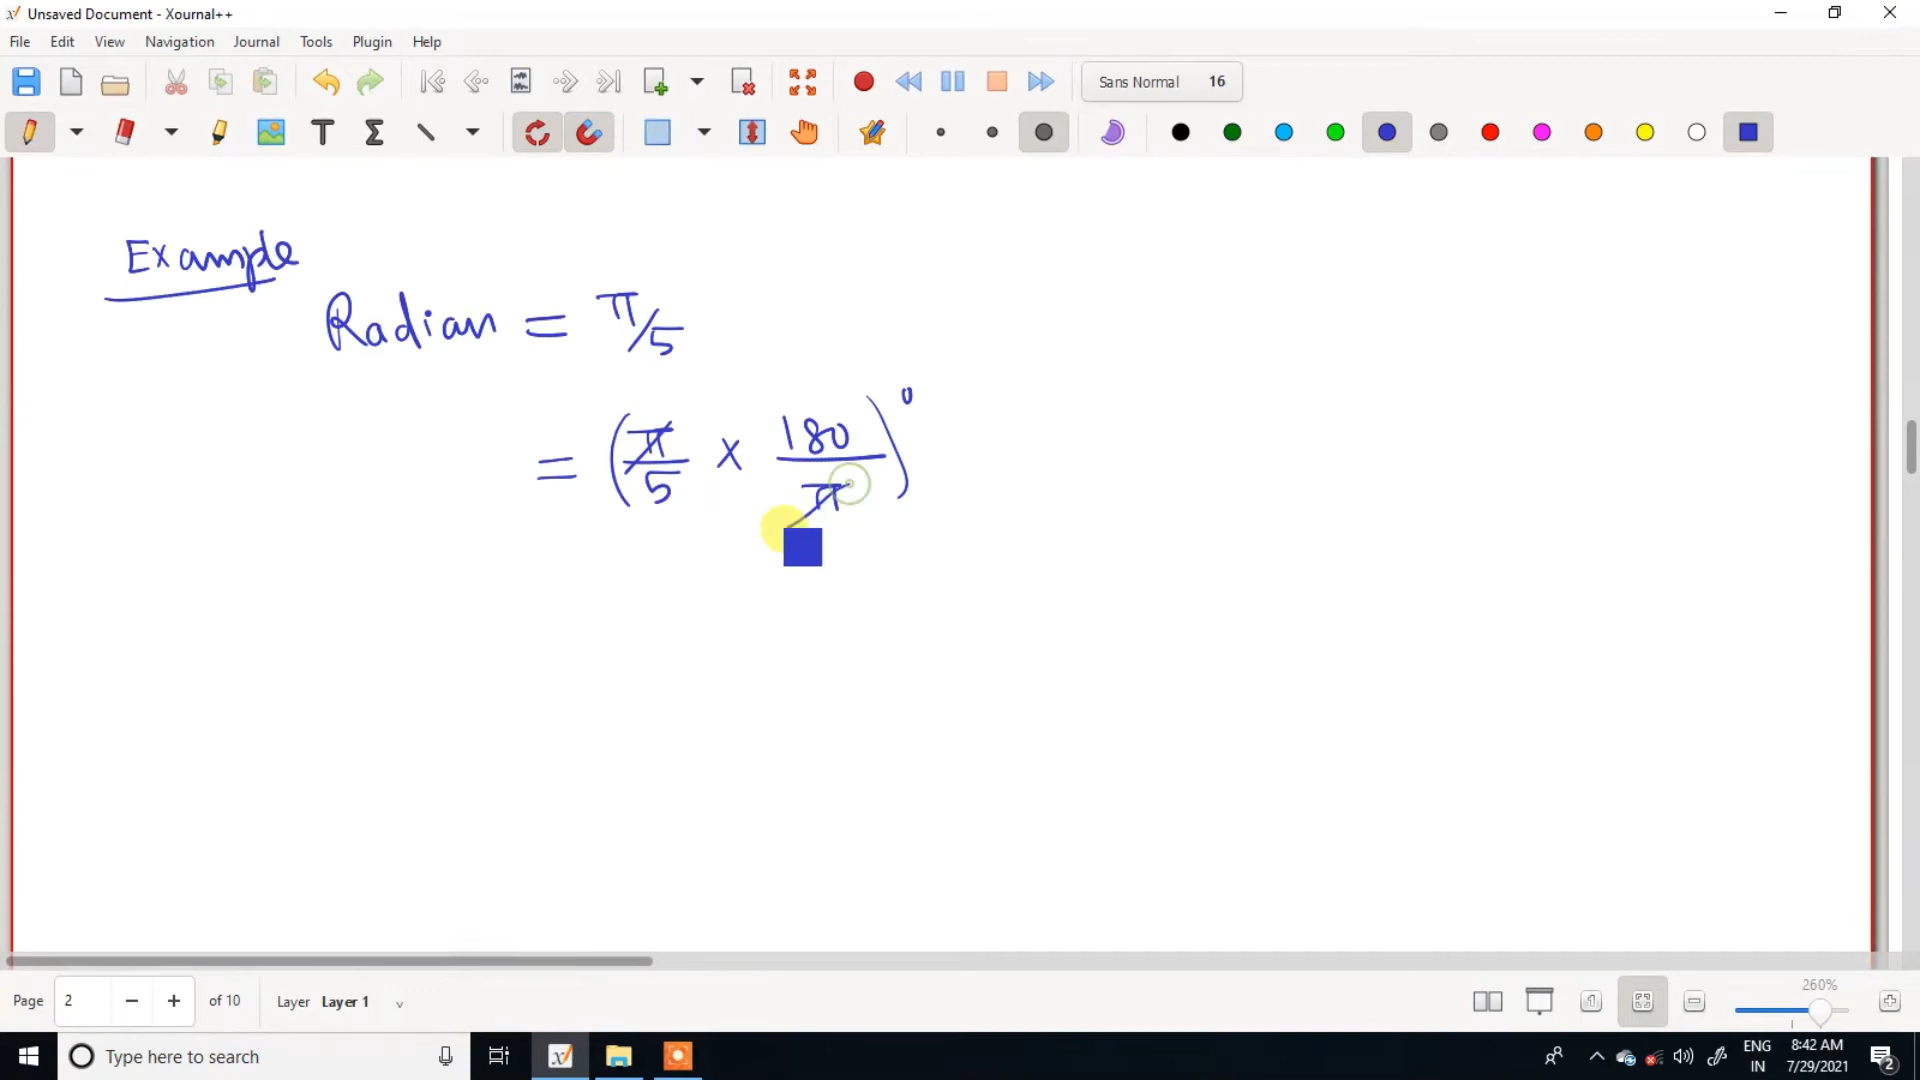 Unsaved Document - Xournal++
File Edit View Navigation Journal Tools Plugin Help
Sans Normal 16
Example
Radian = π/5
= (π/5 × 180/π)°
Page 2 of 10 Layer Layer 1
260%
Type here to search
ENG
IN
8:42 AM
7/29/2021
2